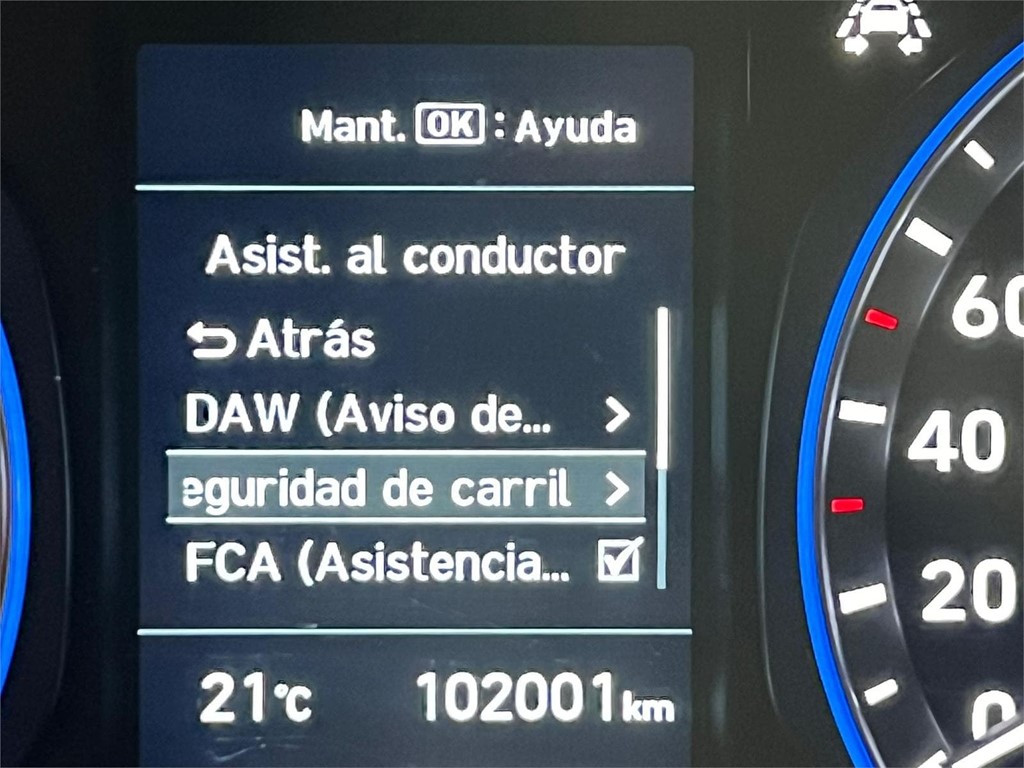 Mant. OK : Ayuda
Asist. al conductor
Atrás
DAW (Aviso de...
eguridad de carril
FCA (Asistencia...
21°C 102001km
60
40
20
0